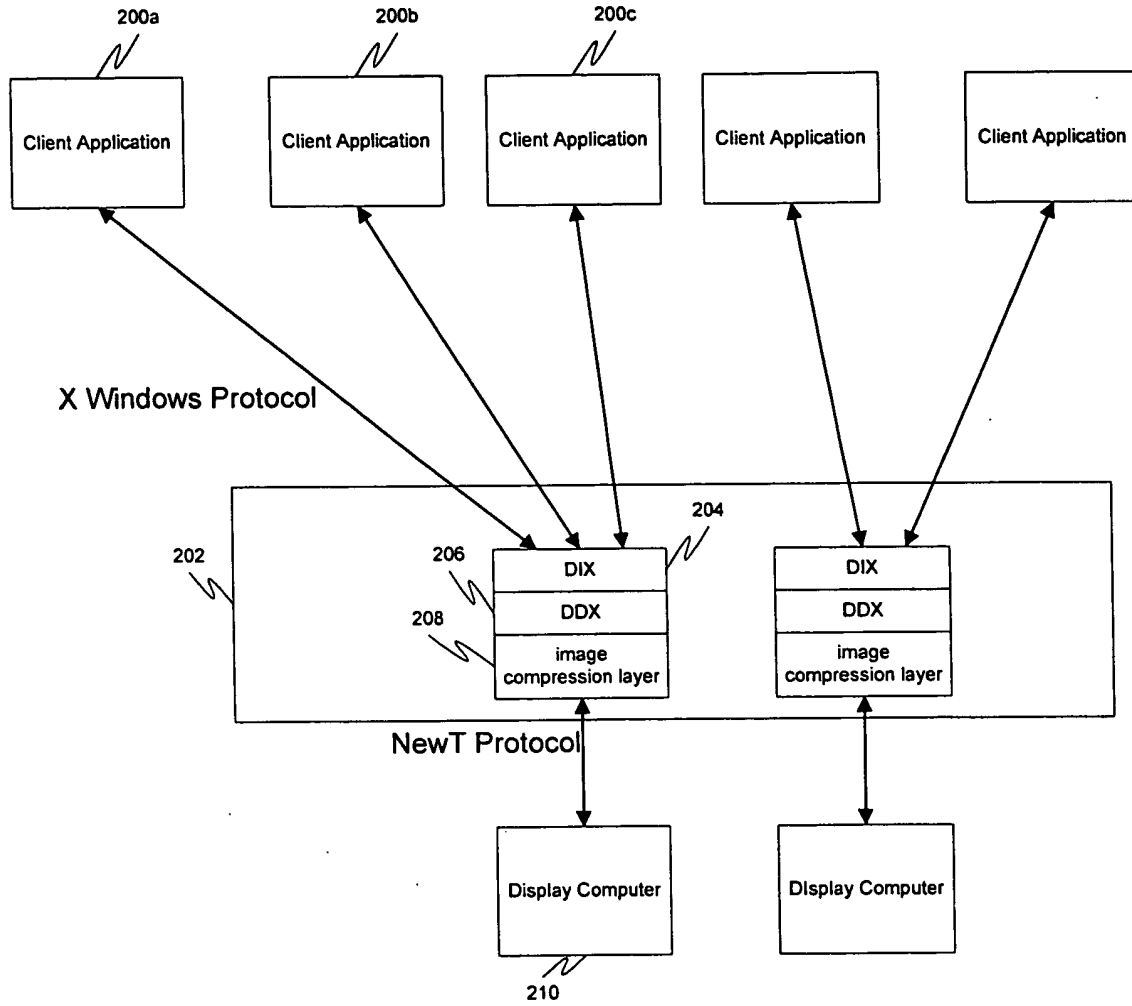 200a
200b
200c
Client Application
Client Application
Client Application
Client Application
Client Application
X Windows Protocol
202
204
206
208
DIX
DDX
image
compression layer
DIX
DDX
image
compression layer
NewT Protocol
Display Computer
DIsplay Computer
210